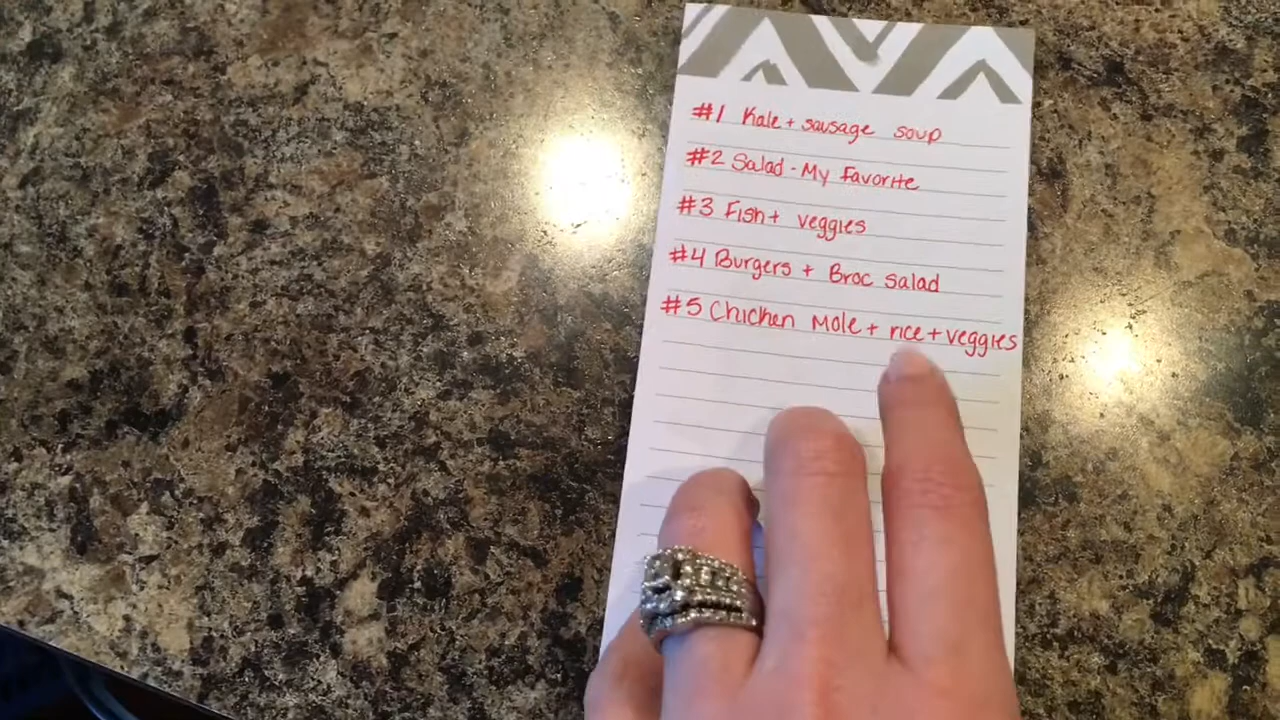 #1 Kale + sausage soup
#2 Salad - My Favorite
#3 Fish + veggies
#4 Burgers + Broc salad
#5 Chicken Mole + rice + veggies